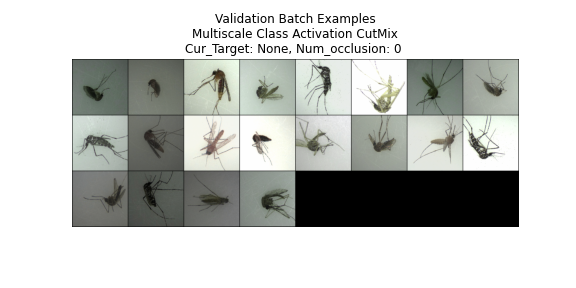 Validation Batch Examples
Multiscale Class Activation CutMix
Cur_Target: None, Num_occlusion: 0